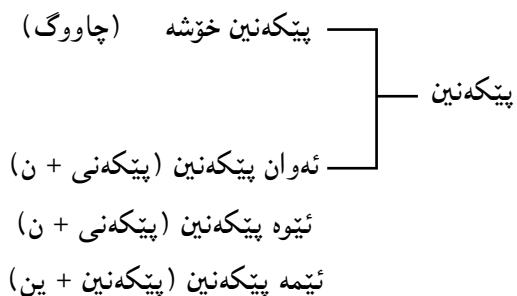 پێکەنین خۆشە (چاووگ)
پێکەنین
ئەوان پێکەنین (پێکەنی + ن)
ئێوە پێکەنین (پێکەنی + ن)
ئێمە پێکەنین (پێکەنین + ین)